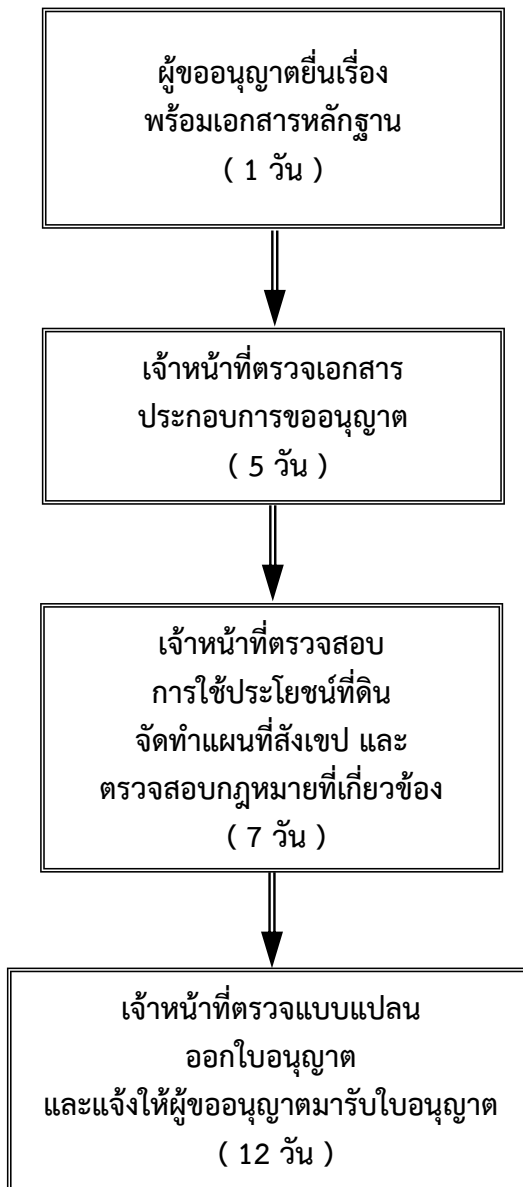 ผู้ขออนุญาตยื่นเรื่อง
พร้อมเอกสารหลักฐาน
( 1 วัน )
เจ้าหน้าที่ตรวจเอกสาร
ประกอบการขออนุญาต
( 5 วัน )
เจ้าหน้าที่ตรวจสอบ
การใช้ประโยชน์ที่ดิน
จัดทำแผนที่สังเขป และ
ตรวจสอบกฎหมายที่เกี่ยวข้อง
( 7 วัน )
เจ้าหน้าที่ตรวจแบบแปลน
ออกใบอนุญาต
และแจ้งให้ผู้ขออนุญาตมารับใบอนุญาต
( 12 วัน )